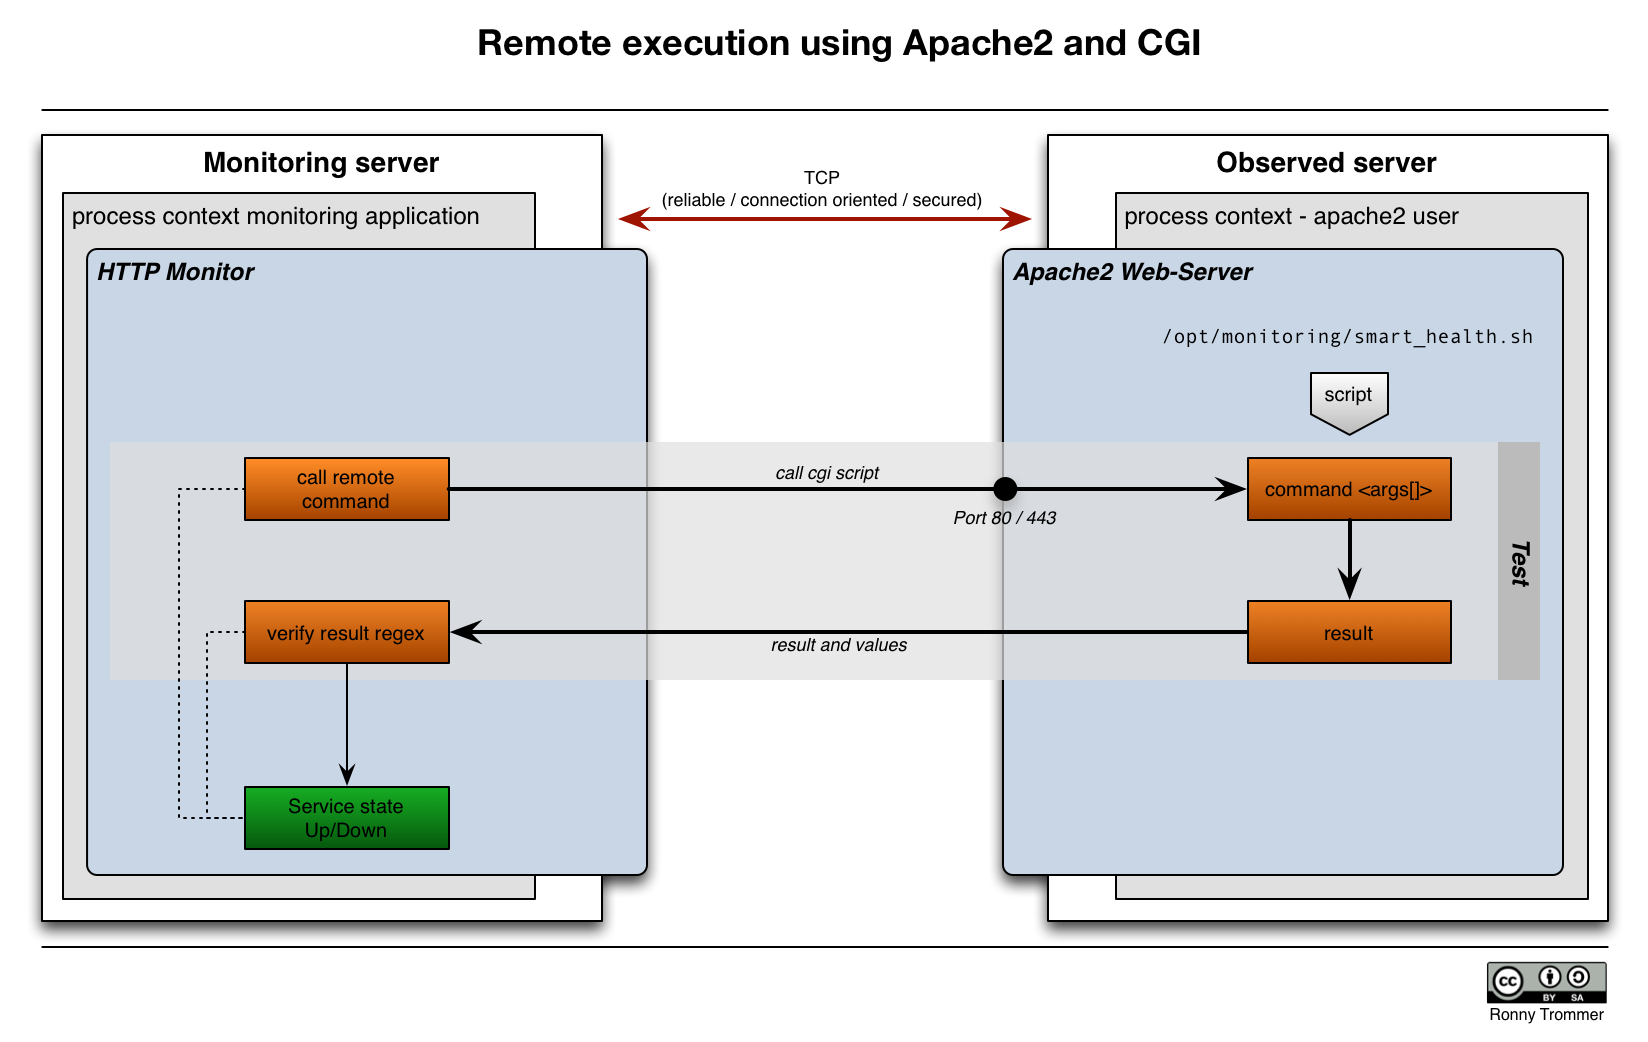 Remote execution using Apache2 and CGI
Monitoring server
process context monitoring application
HTTP Monitor
TCP
(reliable / connection oriented / secured)
Observed server
process context - apache2 user
Apache2 Web-Server
/opt/monitoring/smart_health.sh
script
call remote
command
call cgi script
Port 80 / 443
command <args[]>
Test
verify result regex
result and values
result
Service state
Up/Down
cc
BY SA
Ronny Trommer